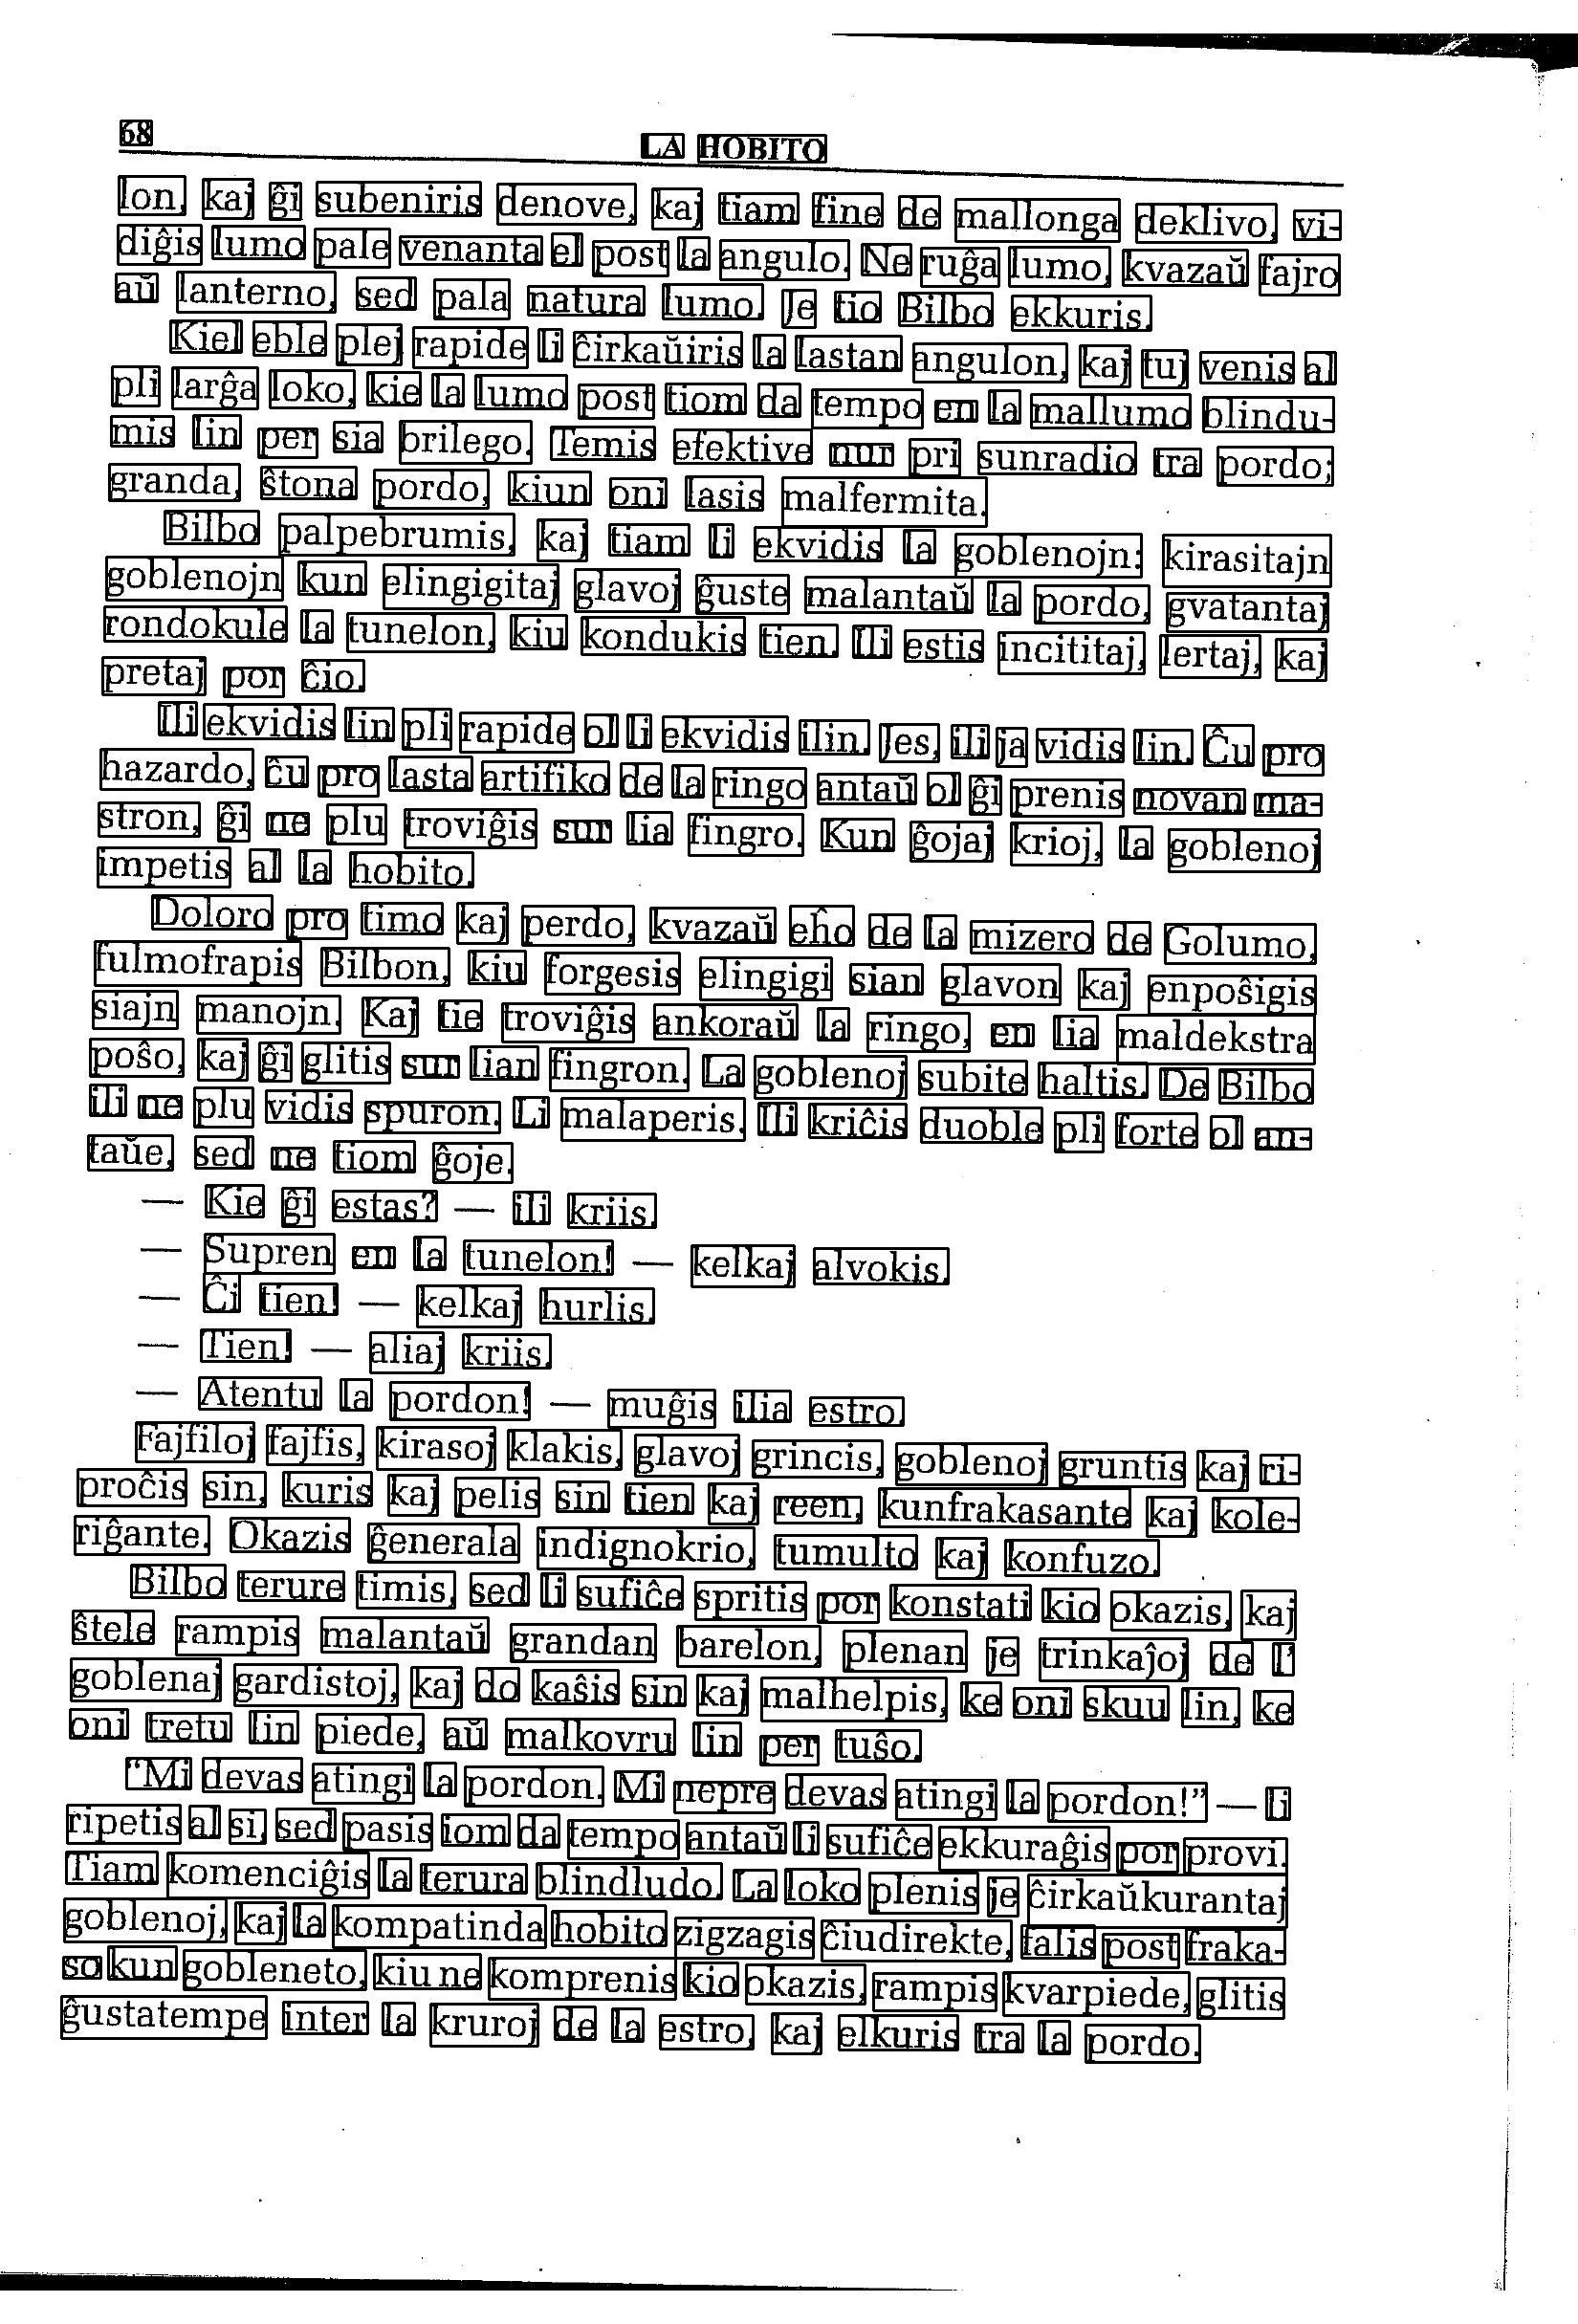 68
LA HOBITO
lon, kaj ĝi subeniris denove, kaj tiam fine de mallonga deklivo, vi-
diĝis lumo pale venanta el post la angulo. Ne ruĝa lumo, kvazaŭ fajro
aŭ lanterno, sed pala natura lumo. Je tio Bilbo ekkuris.
Kiel eble plej rapide li ĉirkaŭiris la lastan angulon, kaj tuj venis al
pli larĝa loko, kie la lumo post tiom da tempo en la mallumo blindu-
mis lin per sia brilego. Temis efektive nur pri sunradio tra pordo;
granda, ŝtona pordo, kiun oni lasis malfermita.
Bilbo palpebrumis, kaj tiam li ekvidis la goblenojn: kirasitajn
goblenojn kun elingigitaj glavoj ĝuste malantaŭ la pordo, gvatantaj
rondokule la tunelon, kiu kondukis tien. Ili estis incititaj, lertaj, kaj
pretaj por ĉio.
Ili ekvidis lin pli rapide ol li ekvidis ilin. Jes, ili ja vidis lin. Ĉu pro
hazardo, ĉu pro lasta artifiko de la ringo antaŭ ol ĝi prenis novan ma-
stron, ĝi ne plu troviĝis sur lia fingro. Kun ĝojaj krioj, la goblenoj
impetis al la hobito.
Doloro pro timo kaj perdo, kvazaŭ eĥo de la mizero de Golumo,
fulmofrapis Bilbon, kiu forgesis elingigi sian glavon kaj enpoŝigis
siajn manojn. Kaj tie troviĝis ankoraŭ la ringo, en lia maldekstra
poŝo, kaj ĝi glitis sur lian fingron. La goblenoj subite haltis. De Bilbo
ili ne plu vidis spuron. Li malaperis. Ili kriĉis duoble pli forte ol an-
taŭe, sed ne tiom ĝoje.
— Kie ĝi estas? — ili kriis.
— Supren en la tunelon! — kelkaj alvokis.
— Ĉi tien! — kelkaj hurlis.
— Tien! — aliaj kriis.
— Atentu la pordon! — muĝis ilia estro.
Fajfiloj fajfis, kirasoj klakis, glavoj grincis, goblenoj gruntis kaj ri-
proĉis sin, kuris kaj pelis sin tien kaj reen, kunfrakasante kaj kole-
riĝante. Okazis ĝenerala indignokrio, tumulto kaj konfuzo.
Bilbo terure timis, sed li sufiĉe spritis por konstati kio okazis, kaj
ŝtele rampis malantaŭ grandan barelon, plenan je trinkaĵoj de l'
goblenaj gardistoj, kaj do kaŝis sin kaj malhelpis, ke oni skuu lin, ke
oni tretu lin piede, aŭ malkovru lin per tuŝo.
“Mi devas atingi la pordon. Mi nepre devas atingi la pordon!” — li
ripetis al si, sed pasis iom da tempo antaŭ li sufiĉe ekkuraĝis por provi.
Tiam komenciĝis la terura blindludo. La loko plenis je ĉirkaŭkurantaj
goblenoj, kaj la kompatinda hobito zigzagis ĉiudirekte, falis post fraka-
so kun gobleneto, kiu ne komprenis kio okazis, rampis kvarpiede, glitis
ĝustatempe inter la kruroj de la estro, kaj elkuris tra la pordo.